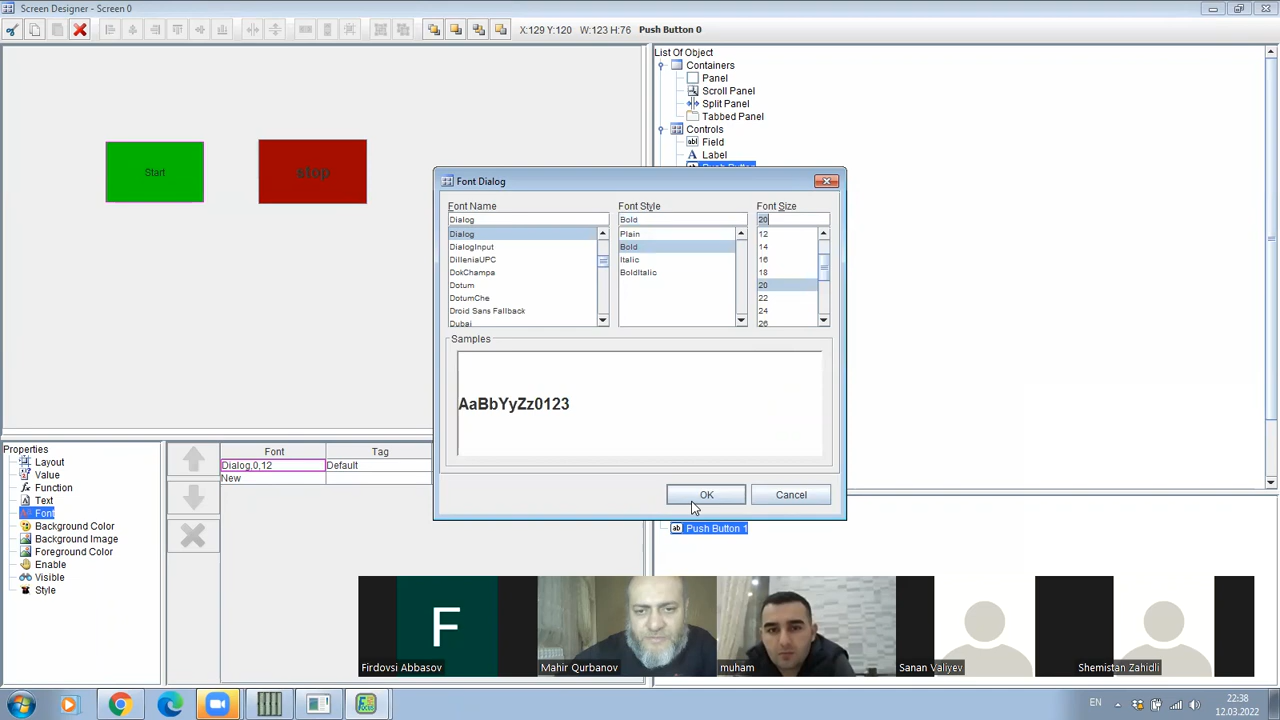 Screen Designer - Screen 0
X:129 Y:120 W:123 H:76 Push Button 0
List Of Object
Containers
Panel
Scroll Panel
Split Panel
Tabbed Panel
Controls
Field
Label
Push Button
Start
stop
Font Dialog
Font Name
Font Style
Font Size
Dialog
Bold
20
Dialog
DialogInput
DilleniaUPC
DokChampa
Dotum
DotumChe
Droid Sans Fallback
Dubai
Plain
Bold
Italic
BoldItalic
12
14
16
18
20
22
24
26
Samples
AaBbYyZz0123
OK
Cancel
Properties
Layout
Value
Function
Text
Font
Background Color
Background Image
Foreground Color
Enable
Visible
Style
Font
Tag
Dialog,0,12
Default
New
Push Button 1
F
Firdovsi Abbasov
Mahir Qurbanov
muham
Sanan Valiyev
Shemistan Zahidli
EN
22:38
12.03.2022